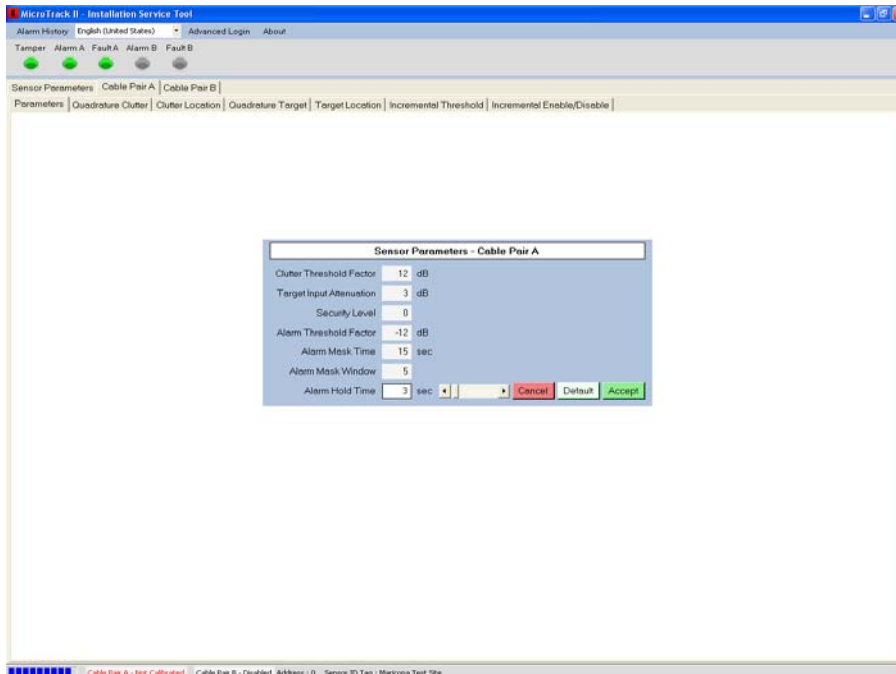 MicroTrack II - Installation Service Tool
Alarm History English (United States) Advanced Login About
Tamper Alarm A Fault A Alarm B Fault B
Sensor Parameters Cable Pair A Cable Pair B
Parameters Quadrature Clutter Clutter Location Quadrature Target Target Location Incremental Threshold Incremental Enable/Disable
Sensor Parameters - Cable Pair A
Clutter Threshold Factor 12 dB
Target Input Attenuation 3 dB
Security Level 0
Alarm Threshold Factor -12 dB
Alarm Mask Time 15 sec
Alarm Mask Window 5
Alarm Hold Time 3 sec Cancel Default Accept
Cable Pair A - Not Calibrated Cable Pair B - Disabled Address : 0 Sensor ID Tag : Maricopa Test Site